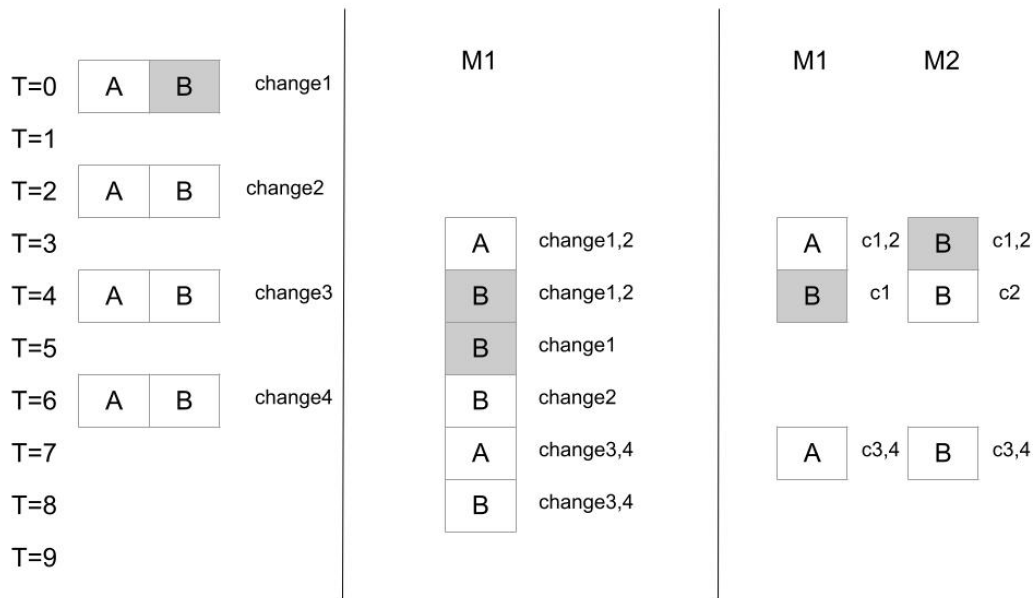 M1 M1 M2
T=0 A B change1
T=1
T=2 A B change2
T=3 A change1,2 A c1,2 B c1,2
T=4 A B change3 B change1,2 B c1 B c2
T=5 B change1
T=6 A B change4 B change2
T=7 A change3,4 A c3,4 B c3,4
T=8 B change3,4
T=9